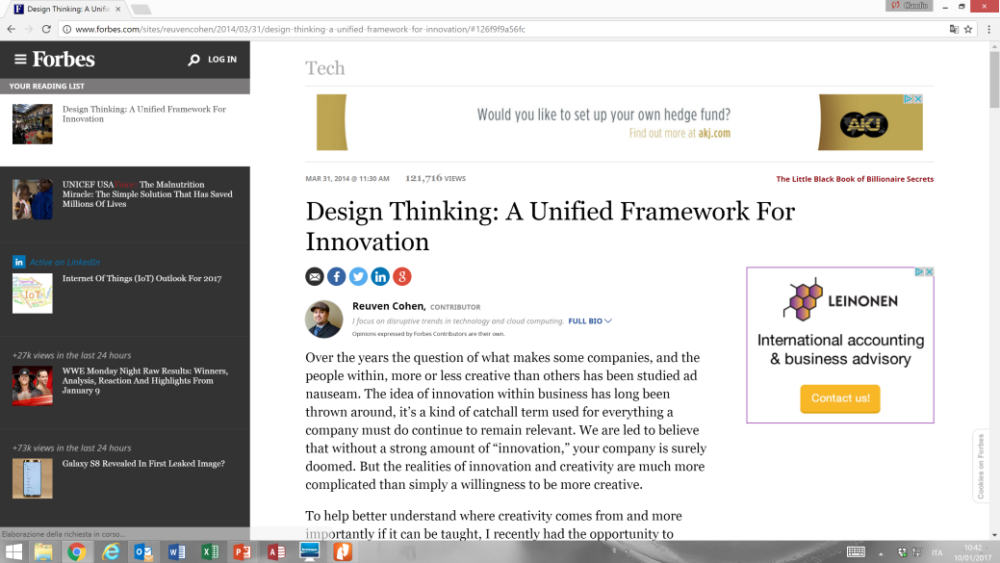 Design Thinking: A Unifi
Claudio
www.forbes.com/sites/reuvencohen/2014/03/31/design-thinking-a-unified-framework-for-innovation/#126f9f9a56fc
Forbes
LOG IN
YOUR READING LIST
Design Thinking: A Unified Framework For
Innovation
UNICEF USAVoice: The Malnutrition
Miracle: The Simple Solution That Has Saved
Millions Of Lives
in Active on LinkedIn
Internet Of Things (IoT) Outlook For 2017
IoT
+27k views in the last 24 hours
WWE Monday Night Raw Results: Winners,
Analysis, Reaction And Highlights From
January 9
+73k views in the last 24 hours
Galaxy S8 Revealed In First Leaked Image?
Elaborazione della richiesta in corso...
Tech
Would you like to set up your own hedge fund?
Find out more at akj.com
AKJ
MAR 31, 2014 @ 11:30 AM 121,716 VIEWS
The Little Black Book of Billionaire Secrets
Design Thinking: A Unified Framework For
Innovation
Reuven Cohen, CONTRIBUTOR
I focus on disruptive trends in technology and cloud computing. FULL BIO
Opinions expressed by Forbes Contributors are their own.
Over the years the question of what makes some companies, and the
people within, more or less creative than others has been studied ad
nauseam. The idea of innovation within business has long been
thrown around, it's a kind of catchall term used for everything a
company must do continue to remain relevant. We are led to believe
that without a strong amount of “innovation,” your company is surely
doomed. But the realities of innovation and creativity are much more
complicated than simply a willingness to be more creative.
To help better understand where creativity comes from and more
importantly if it can be taught, I recently had the opportunity to
LEINONEN
International accounting
& business advisory
Contact us!
Cookies on Forbes
ITA
10:42
10/01/2017